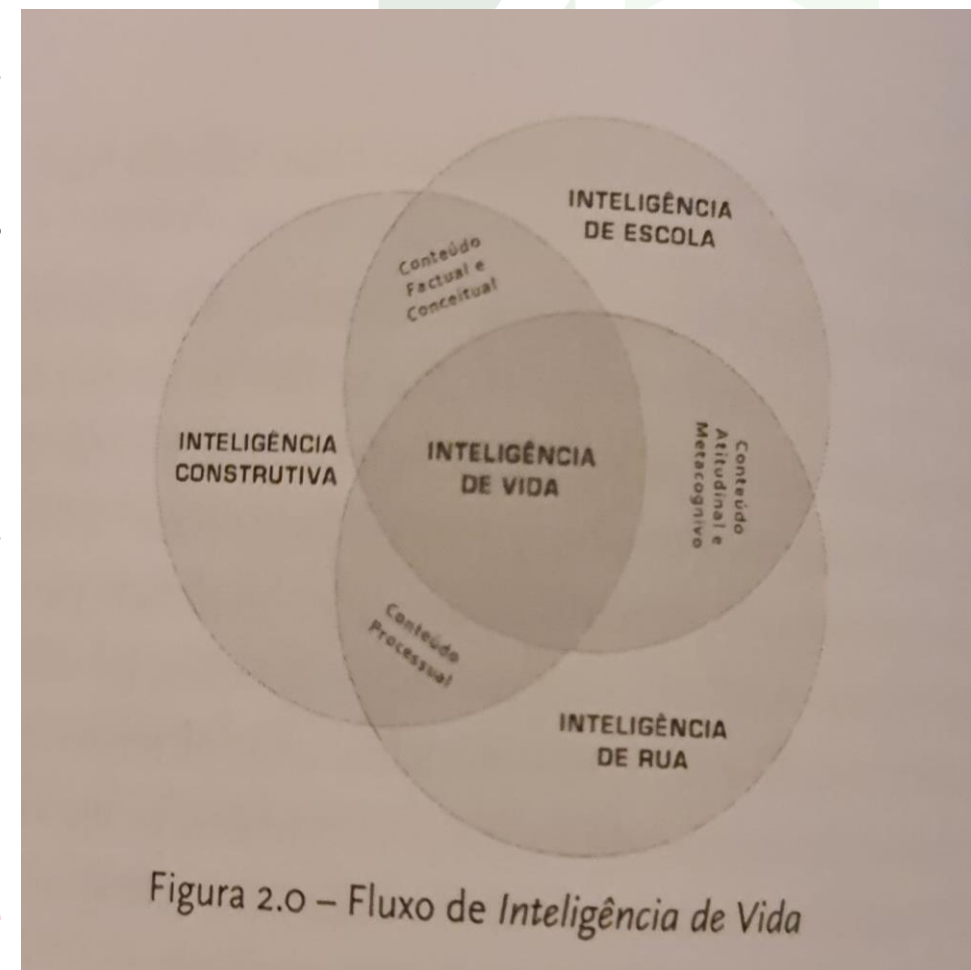 INTELIGÊNCIA
DE ESCOLA
Conteúdo
Factual e
Conceitual
INTELIGÊNCIA
CONSTRUTIVA
INTELIGÊNCIA
DE VIDA
Conteúdo
Atitudinal e
Metacognivo
Conteúdo
Processual
INTELIGÊNCIA
DE RUA
Figura 2.0 – Fluxo de Inteligência de Vida